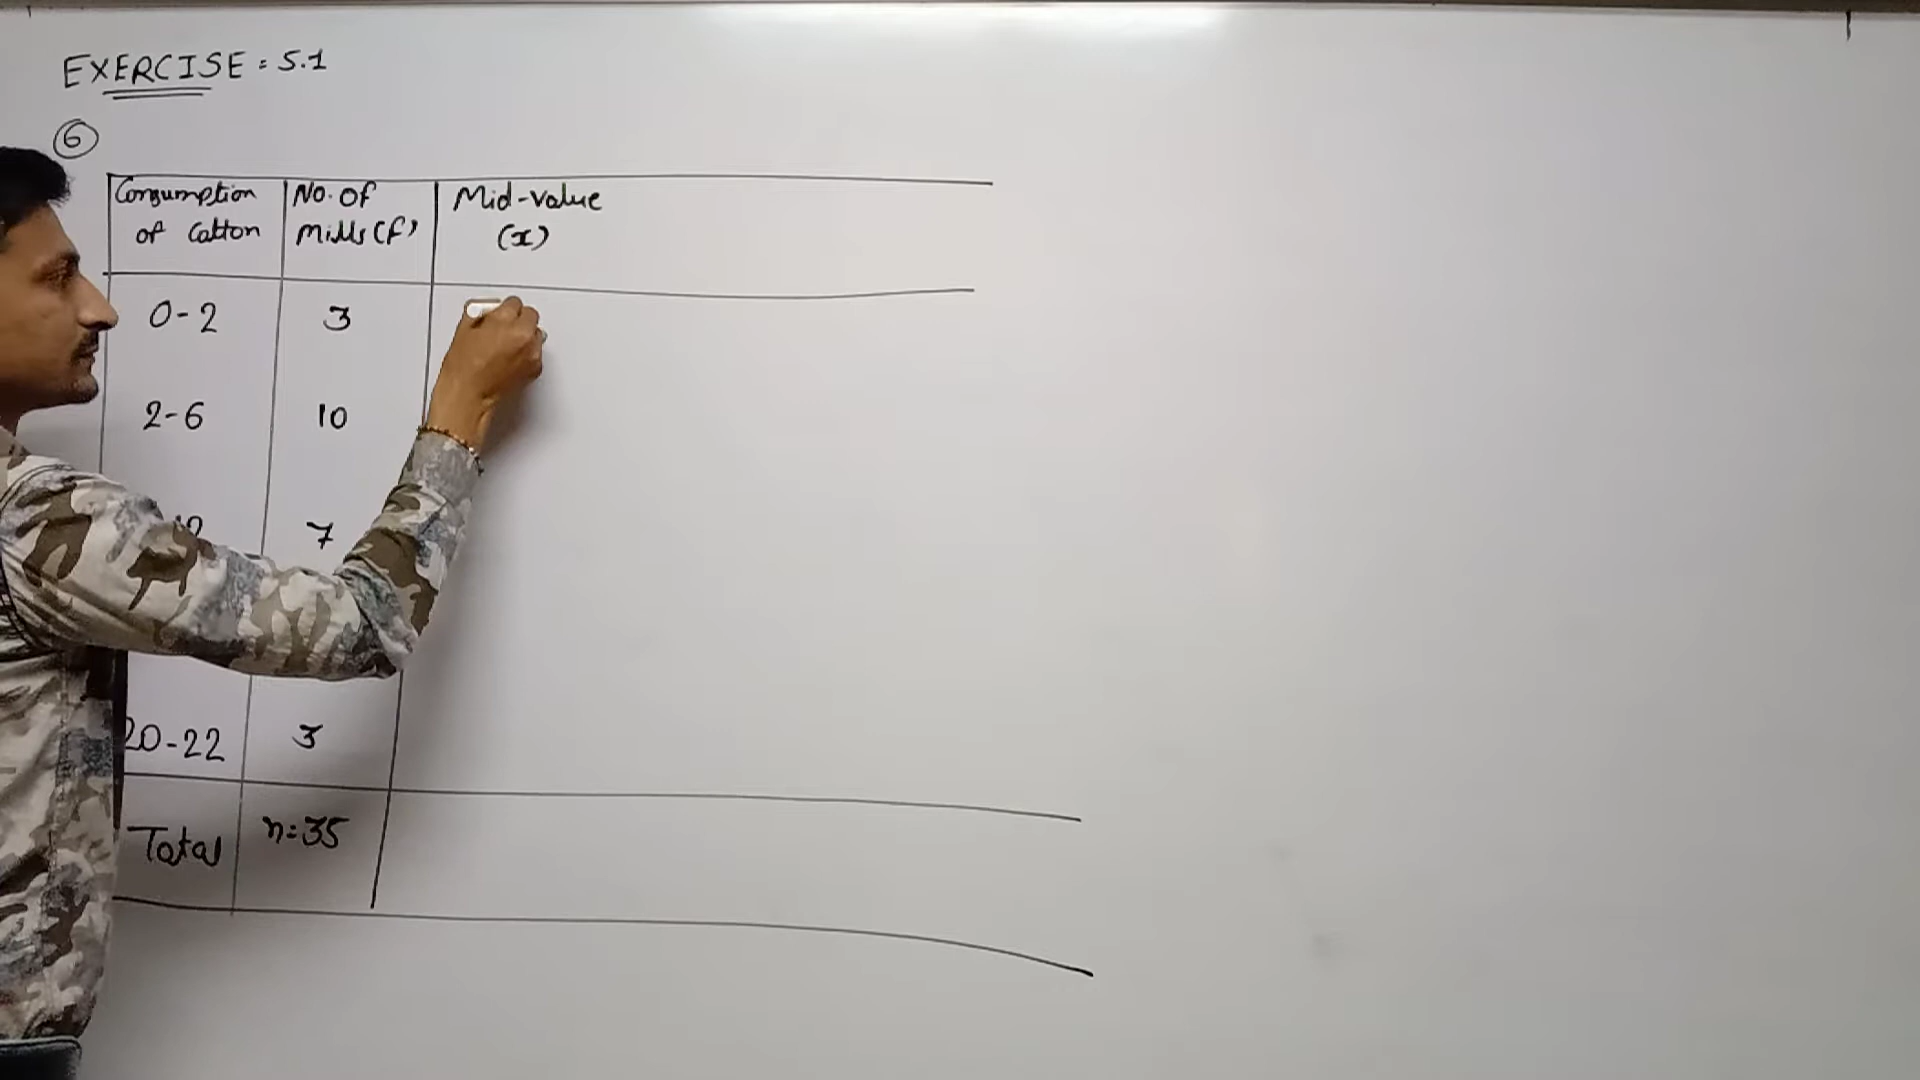 EXERCISE : 5.1
6
Consumption of Catton
No. of Mills (f)
Mid-value (x)
0-2
3
2-6
10
7
20-22
3
Total
n=35